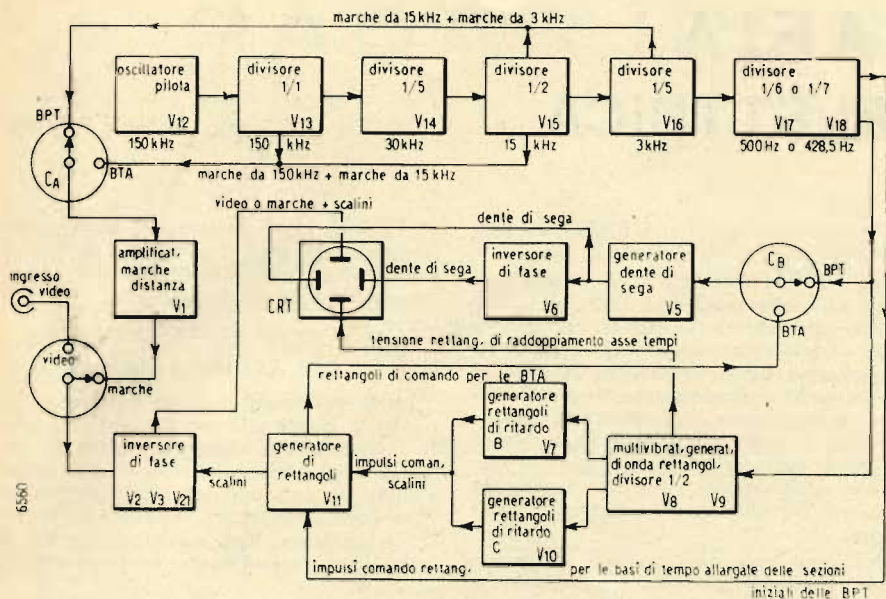 marche da 15 kHz + marche da 3 kHz
oscillatore
pilota
V12
150 kHz
divisore
1/1
V13
150 kHz
divisore
1/5
V14
30 kHz
divisore
1/2
V15
15 kHz
divisore
1/5
V16
3 kHz
divisore
1/6 o 1/7
V17 V18
500 Hz o 428,5 Hz
BPT
CA
BTA
marche da 150 kHz + marche da 15 kHz
video o marche + scalini
dente di sega
amplificat.
marche
distanza
V1
ingresso
video
video
marche
CRT
dente di sega
inversore
di fase
V6
generatore
dente di
sega
V5
CB
BPT
BTA
tensione rettang. di raddoppiamento asse tempi
rettangoli di comando per le BTA
inversore
di fase
V2 V3 V21
scalini
generatore
di
rettangoli
V11
impulsi coman.
scalini
generatore
rettangoli
di ritardo
B V7
generatore
rettangoli
di ritardo
C V10
multivibrat. generat.
di onda rettangol.
divisore 1/2
V8 V9
impulsi comando rettang. per le basi di tempo allargate delle sezioni
iniziali delle BPT
6560